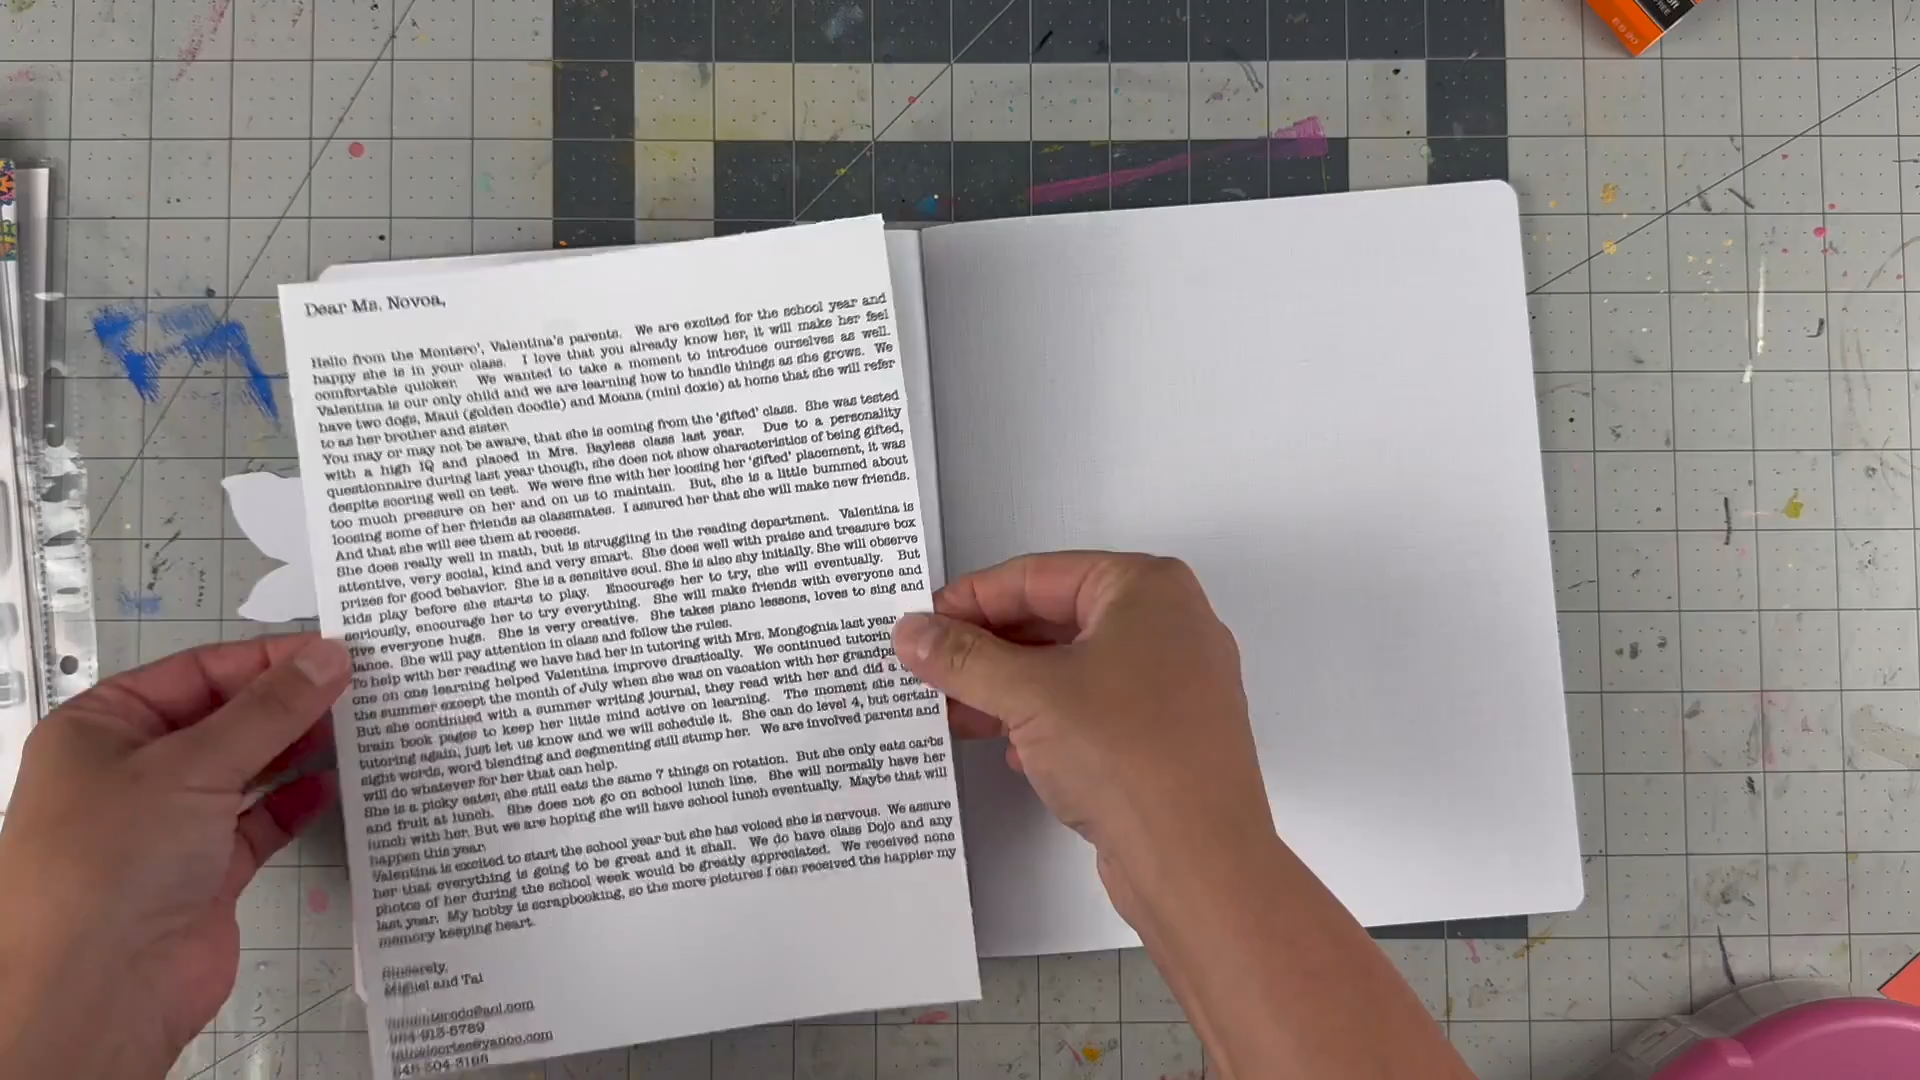 Dear Ms. Novoa,
Hello from the Montero', Valentina's parents. We are excited for the school year and
happy she is in your class. I love that you already know her, it will make her feel
comfortable quicker. We wanted to take a moment to introduce ourselves as well.
Valentina is our only child and we are learning how to handle things as she grows. We
have two dogs, Maui (golden doodle) and Moana (mini doxie) at home that she will refer
to as her brother and sister.
You may or may not be aware, that she is coming from the 'gifted' class. She was tested
with a high IQ and placed in Mrs. Bayless class last year. Due to a personality
questionnaire during last year though, she does not show characteristics of being gifted,
despite scoring well on test. We were fine with her loosing her 'gifted' placement, it was
too much pressure on her and on us to maintain. But, she is a little bummed about
loosing some of her friends as classmates. I assured her that she will make new friends.
And that she will see them at recess.
She does really well in math, but is struggling in the reading department. Valentina is
attentive, very social, kind and very smart. She does well with praise and treasure box
prizes for good behavior. She is a sensitive soul. She is also shy initially. She will observe
kids play before she starts to play. Encourage her to try, she will eventually. But
seriously, encourage her to try everything. She will make friends with everyone and
give everyone hugs. She is very creative. She takes piano lessons, loves to sing and
She will pay attention in class and follow the rules.
To help with her reading we have had her in tutoring with Mrs. Mongognia last year
one on one learning helped Valentina improve drastically. We continued
the summer except the month of July when she was on vacation with her
But she continued with a summer writing journal, they read with her and did a
brain book pages to keep her little mind active on learning. The moment she
tutoring again, just let us know and we will schedule it. She can do level 4, but certain
sight words, word blending and segmenting still stump her. We are involved parents and
will do whatever for her that can help.
She is a picky eater, she still eats the same 7 things on rotation. But she only eats carbs
and fruit at lunch. She does not go on school lunch line. She will normally have her
lunch with her. But we are hoping she will have school lunch eventually. Maybe that will
happen this year.
Valentina is excited to start the school year but she has voiced she is nervous. We assure
her that everything is going to be great and it shall. We do have class Dojo and any
photos of her during the school week would be greatly appreciated. We received none
last year. My hobby is scrapbooking, so the more pictures I can received the happier my
memory keeping heart.
Sincerely,
Miguel and Tai